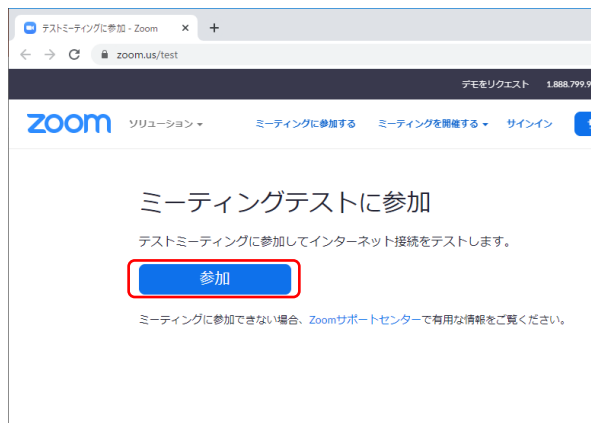 テストミーティングに参加 - Zoom
zoom.us/test
デモをリクエスト 1.888.799.9
zoom ソリューション ミーティングに参加する ミーティングを開催する サインイン
ミーティングテストに参加
テストミーティングに参加してインターネット接続をテストします。
参加
ミーティングに参加できない場合、Zoomサポートセンターで有用な情報をご覧ください。